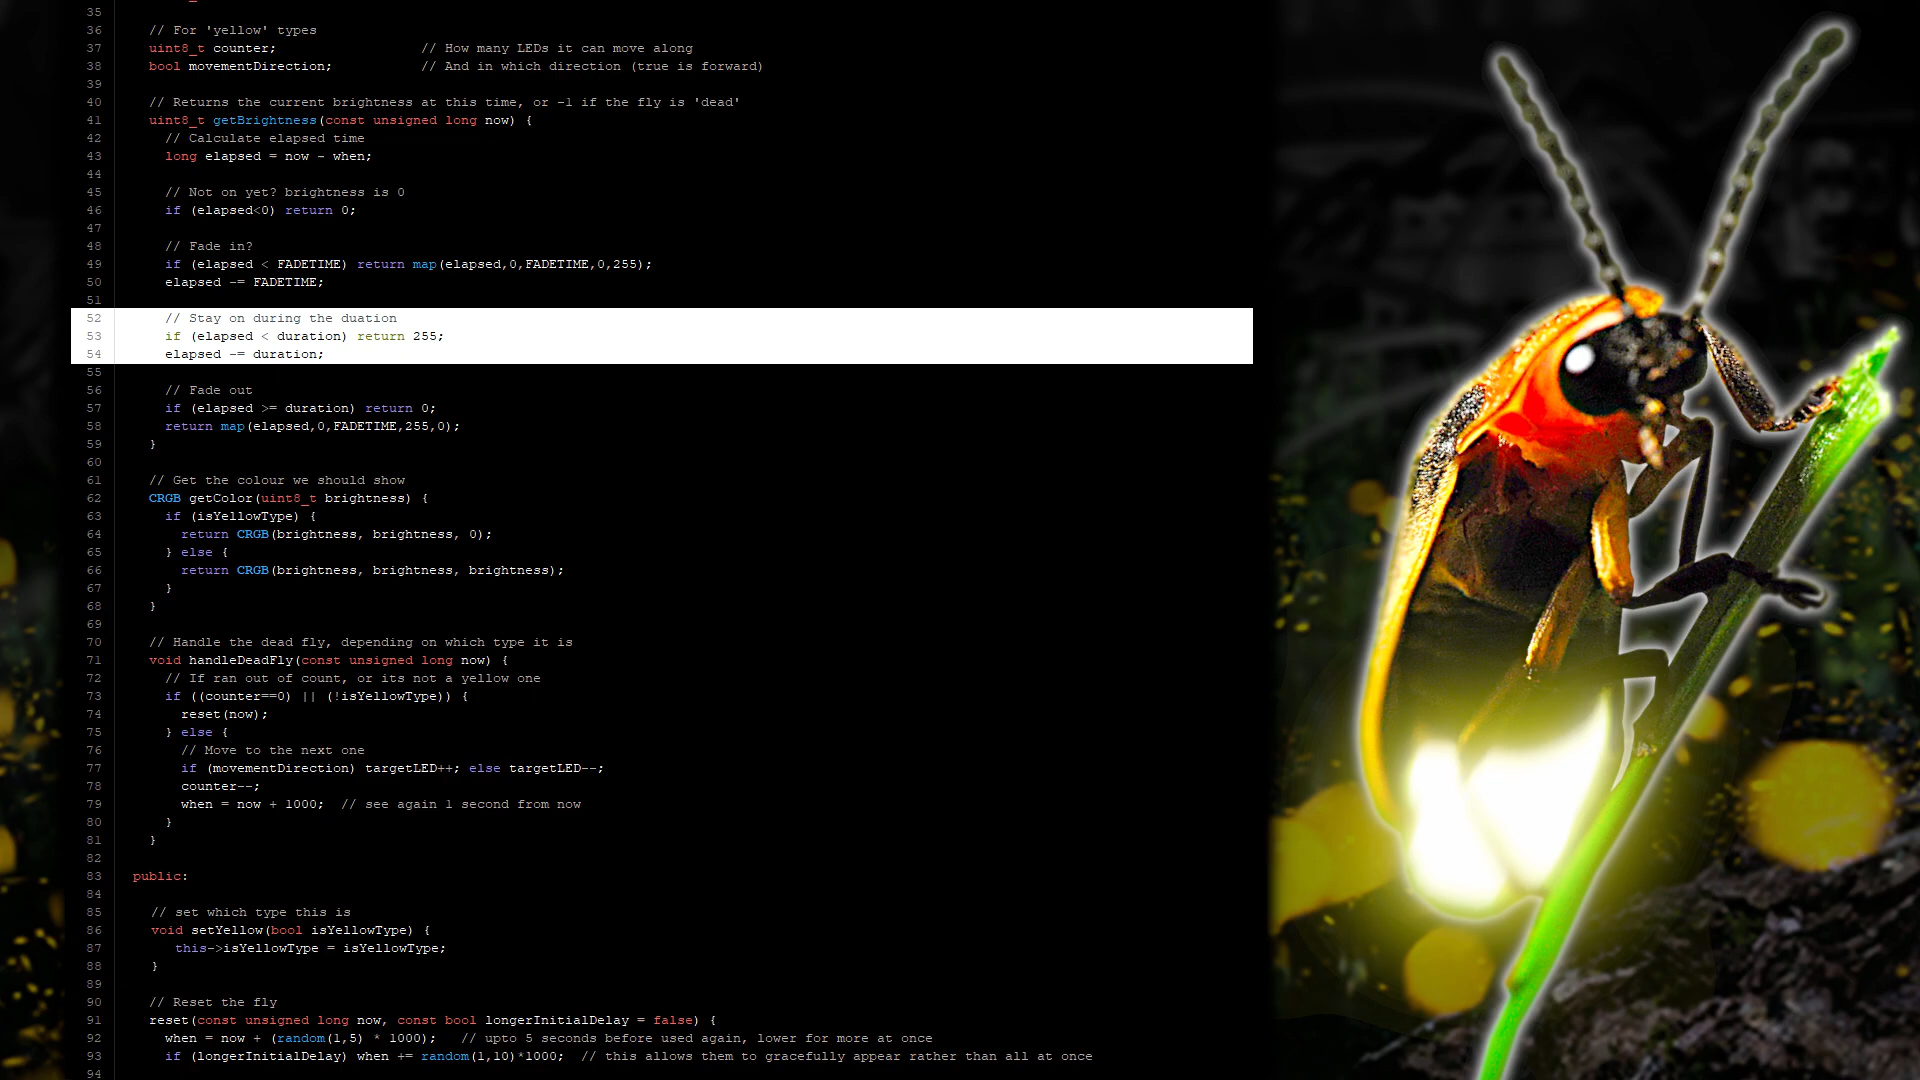 35
36 // For 'yellow' types
37 uint8_t counter; // How many LEDs it can move along
38 bool movementDirection; // And in which direction (true is forward)
39
40 // Returns the current brightness at this time, or -1 if the fly is 'dead'
41 uint8_t getBrightness(const unsigned long now) {
42 // Calculate elapsed time
43 long elapsed = now - when;
44
45 // Not on yet? brightness is 0
46 if (elapsed<0) return 0;
47
48 // Fade in?
49 if (elapsed < FADETIME) return map(elapsed,0,FADETIME,0,255);
50 elapsed -= FADETIME;
51
52 // Stay on during the duation
53 if (elapsed < duration) return 255;
54 elapsed -= duration;
55
56 // Fade out
57 if (elapsed >= duration) return 0;
58 return map(elapsed,0,FADETIME,255,0);
59 }
60
61 // Get the colour we should show
62 CRGB getColor(uint8_t brightness) {
63 if (isYellowType) {
64 return CRGB(brightness, brightness, 0);
65 } else {
66 return CRGB(brightness, brightness, brightness);
67 }
68 }
69
70 // Handle the dead fly, depending on which type it is
71 void handleDeadFly(const unsigned long now) {
72 // If ran out of count, or its not a yellow one
73 if ((counter==0) || (!isYellowType)) {
74 reset(now);
75 } else {
76 // Move to the next one
77 if (movementDirection) targetLED++; else targetLED--;
78 counter--;
79 when = now + 1000; // see again 1 second from now
80 }
81 }
82
83 public:
84
85 // set which type this is
86 void setYellow(bool isYellowType) {
87 this->isYellowType = isYellowType;
88 }
89
90 // Reset the fly
91 reset(const unsigned long now, const bool longerInitialDelay = false) {
92 when = now + (random(1,5) * 1000); // upto 5 seconds before used again, lower for more at once
93 if (longerInitialDelay) when += random(1,10)*1000; // this allows them to gracefully appear rather than all at once
94